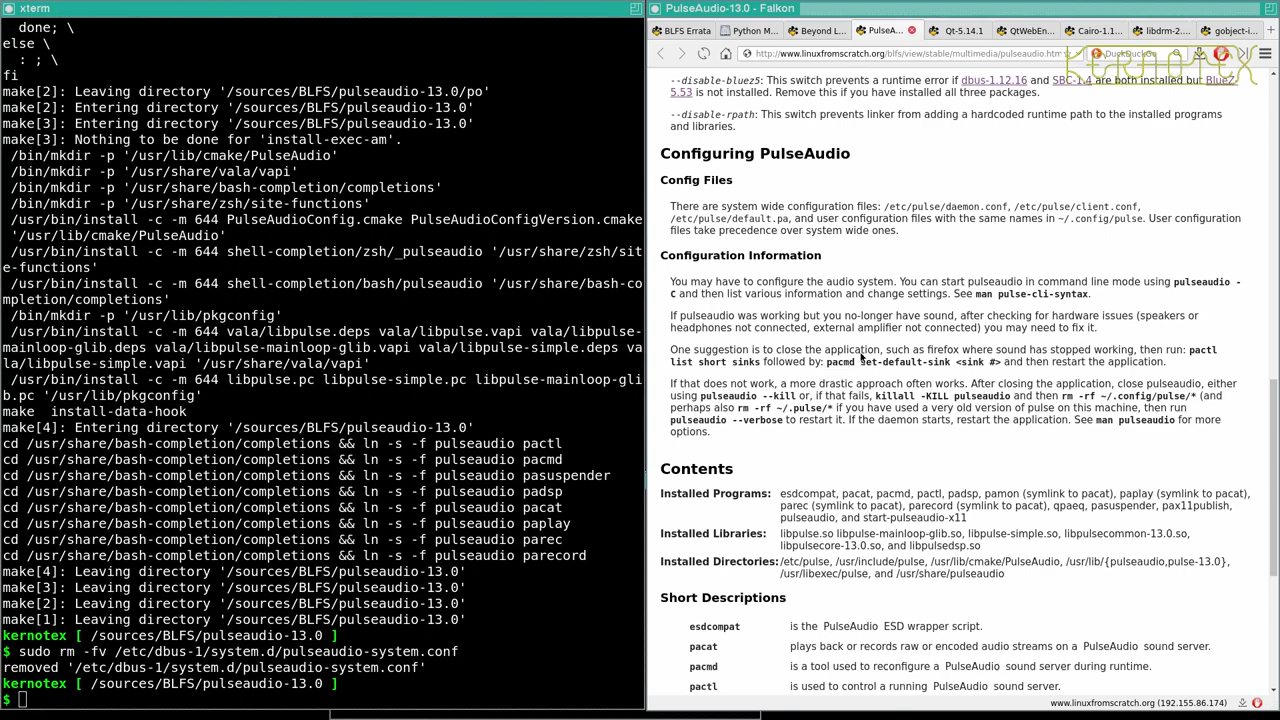 xterm
done; \
else \
: ; \
fi
make[2]: Leaving directory '/sources/BLFS/pulseaudio-13.0/po'
make[2]: Entering directory '/sources/BLFS/pulseaudio-13.0'
make[3]: Entering directory '/sources/BLFS/pulseaudio-13.0'
make[3]: Nothing to be done for 'install-exec-am'.
/bin/mkdir -p '/usr/lib/cmake/PulseAudio'
/bin/mkdir -p '/usr/share/vala/vapi'
/bin/mkdir -p '/usr/share/bash-completion/completions'
/bin/mkdir -p '/usr/share/zsh/site-functions'
/usr/bin/install -c -m 644 PulseAudioConfig.cmake PulseAudioConfigVersion.cmake
'/usr/lib/cmake/PulseAudio'
/usr/bin/install -c -m 644 shell-completion/zsh/_pulseaudio '/usr/share/zsh/sit
e-functions'
/usr/bin/install -c -m 644 shell-completion/bash/pulseaudio '/usr/share/bash-co
mpletion/completions'
/bin/mkdir -p '/usr/lib/pkgconfig'
/usr/bin/install -c -m 644 vala/libpulse.deps vala/libpulse.vapi vala/libpulse-
mainloop-glib.deps vala/libpulse-mainloop-glib.vapi vala/libpulse-simple.deps va
la/libpulse-simple.vapi '/usr/share/vala/vapi'
/usr/bin/install -c -m 644 libpulse.pc libpulse-simple.pc libpulse-mainloop-gli
b.pc '/usr/lib/pkgconfig'
make  install-data-hook
make[4]: Entering directory '/sources/BLFS/pulseaudio-13.0'
cd /usr/share/bash-completion/completions && ln -s -f pulseaudio pactl
cd /usr/share/bash-completion/completions && ln -s -f pulseaudio pacmd
cd /usr/share/bash-completion/completions && ln -s -f pulseaudio pasuspender
cd /usr/share/bash-completion/completions && ln -s -f pulseaudio padsp
cd /usr/share/bash-completion/completions && ln -s -f pulseaudio pacat
cd /usr/share/bash-completion/completions && ln -s -f pulseaudio paplay
cd /usr/share/bash-completion/completions && ln -s -f pulseaudio parec
cd /usr/share/bash-completion/completions && ln -s -f pulseaudio parecord
make[4]: Leaving directory '/sources/BLFS/pulseaudio-13.0'
make[3]: Leaving directory '/sources/BLFS/pulseaudio-13.0'
make[2]: Leaving directory '/sources/BLFS/pulseaudio-13.0'
make[1]: Leaving directory '/sources/BLFS/pulseaudio-13.0'
kernotex [ /sources/BLFS/pulseaudio-13.0 ]
$ sudo rm -fv /etc/dbus-1/system.d/pulseaudio-system.conf
removed '/etc/dbus-1/system.d/pulseaudio-system.conf'
kernotex [ /sources/BLFS/pulseaudio-13.0 ]
$
PulseAudio-13.0 - Falkon
BLFS Errata Python M... Beyond L... PulseA... Qt-5.14.1 QtWebEn... Cairo-1.1... libdrm-2.... gobject-i...
http://www.linuxfromscratch.org/blfs/view/stable/multimedia/pulseaudio.htm DuckDuckGo
KERNOTEX
--disable-bluez5: This switch prevents a runtime error if dbus-1.12.16 and SBC-1.4 are both installed but BlueZ-
5.53 is not installed. Remove this if you have installed all three packages.
--disable-rpath: This switch prevents linker from adding a hardcoded runtime path to the installed programs
and libraries.
Configuring PulseAudio
Config Files
There are system wide configuration files: /etc/pulse/daemon.conf, /etc/pulse/client.conf,
/etc/pulse/default.pa, and user configuration files with the same names in ~/.config/pulse. User configuration
files take precedence over system wide ones.
Configuration Information
You may have to configure the audio system. You can start pulseaudio in command line mode using pulseaudio -
C and then list various information and change settings. See man pulse-cli-syntax.
If pulseaudio was working but you no-longer have sound, after checking for hardware issues (speakers or
headphones not connected, external amplifier not connected) you may need to fix it.
One suggestion is to close the application, such as firefox where sound has stopped working, then run: pactl
list short sinks followed by: pacmd set-default-sink <sink #> and then restart the application.
If that does not work, a more drastic approach often works. After closing the application, close pulseaudio, either
using pulseaudio --kill or, if that fails, killall -KILL pulseaudio and then rm -rf ~/.config/pulse/* (and
perhaps also rm -rf ~/.pulse/* if you have used a very old version of pulse on this machine, then run
pulseaudio --verbose to restart it. If the daemon starts, restart the application. See man pulseaudio for more
options.
Contents
Installed Programs: esdcompat, pacat, pacmd, pactl, padsp, pamon (symlink to pacat), paplay (symlink to pacat),
parec (symlink to pacat), parecord (symlink to pacat), qpaeq, pasuspender, pax11publish,
pulseaudio, and start-pulseaudio-x11
Installed Libraries: libpulse.so libpulse-mainloop-glib.so, libpulse-simple.so, libpulsecommon-13.0.so,
libpulsecore-13.0.so, and libpulsedsp.so
Installed Directories: /etc/pulse, /usr/include/pulse, /usr/lib/cmake/PulseAudio, /usr/lib/{pulseaudio,pulse-13.0},
/usr/libexec/pulse, and /usr/share/pulseaudio
Short Descriptions
esdcompat is the PulseAudio ESD wrapper script.
pacat plays back or records raw or encoded audio streams on a PulseAudio sound server.
pacmd is a tool used to reconfigure a PulseAudio sound server during runtime.
pactl is used to control a running PulseAudio sound server.
www.linuxfromscratch.org (192.155.86.174)